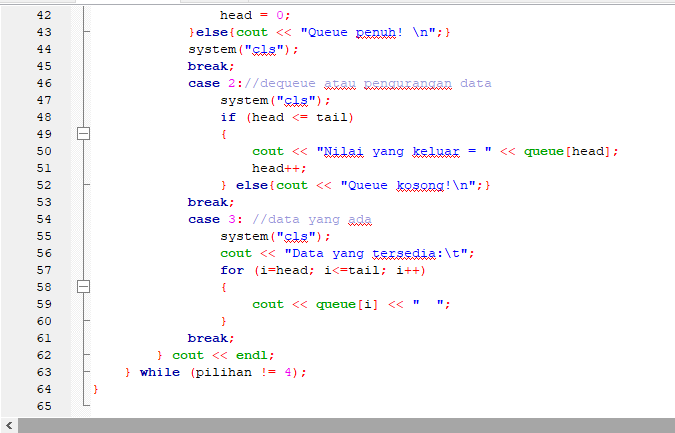 42 head = 0;
43 }else{cout << "Queue penuh! \n";}
44 system("cls");
45 break;
46 case 2://dequeue atau pengurangan data
47 system("cls");
48 if (head <= tail)
49 {
50 cout << "Nilai yang keluar = " << queue[head];
51 head++;
52 } else{cout << "Queue kosong!\n";}
53 break;
54 case 3: //data yang ada
55 system("cls");
56 cout << "Data yang tersedia:\t";
57 for (i=head; i<=tail; i++)
58 {
59 cout << queue[i] << "  ";
60 }
61 break;
62 } cout << endl;
63 } while (pilihan != 4);
64 }
65